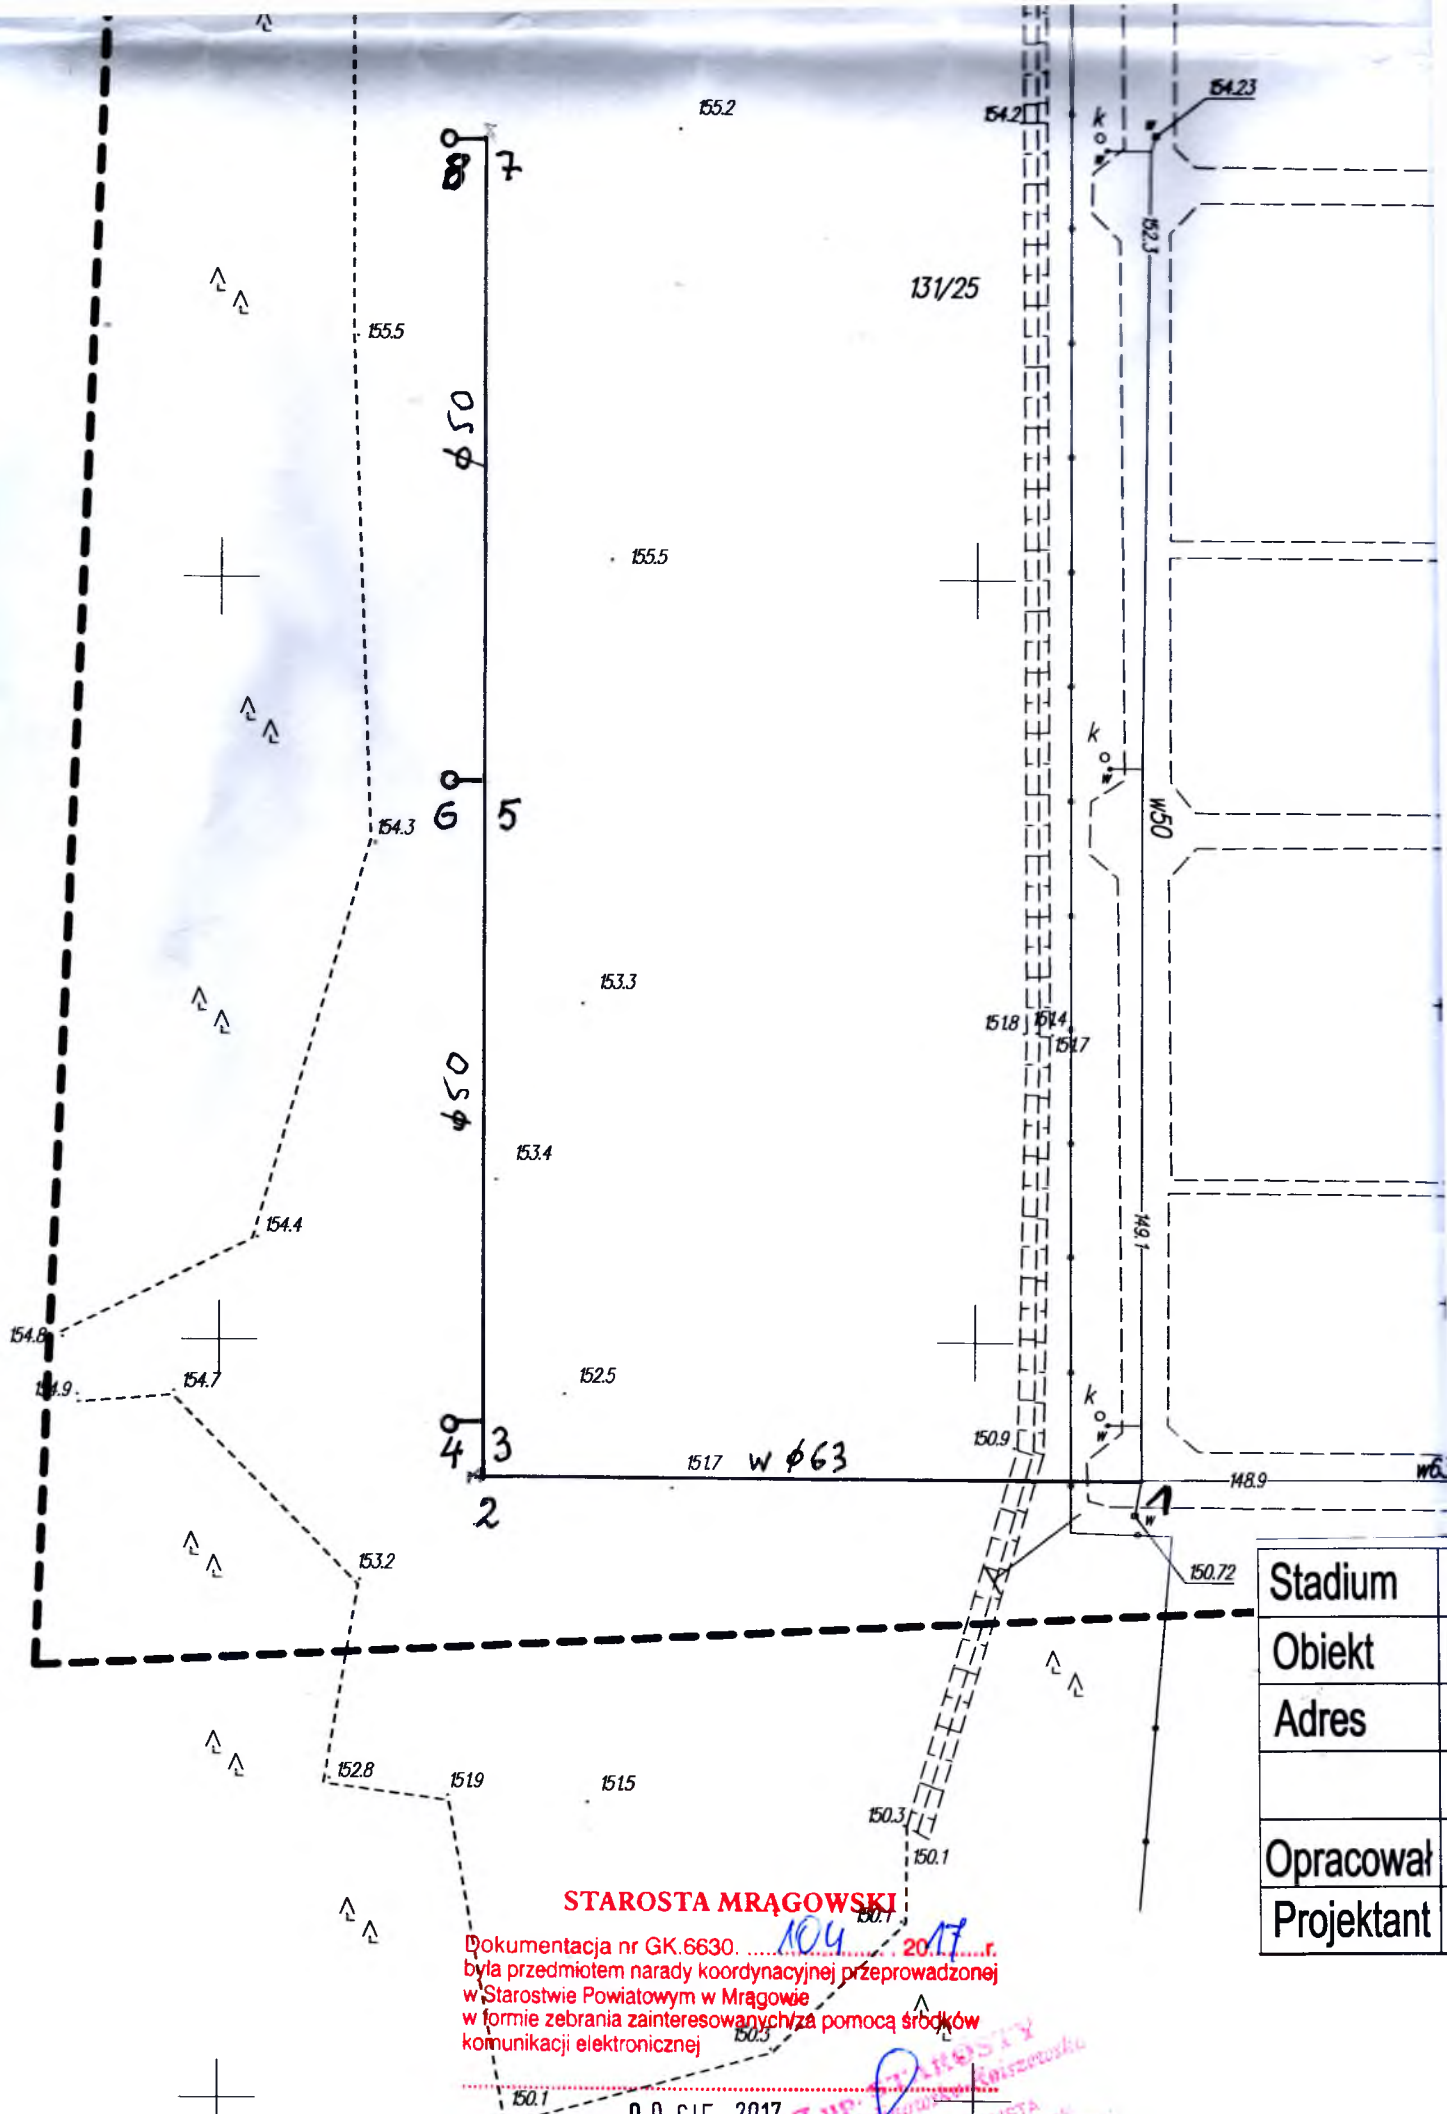 154.23
155.2
154.2
k
8 7
152.3
131/25
155.5
ϕ50
155.5
k
w
w50
6 5
154.3
153.3
151.8
151.4
151.7
ϕ50
153.4
154.4
149.1
154.8
154.9
154.7
152.5
k
w
150.9
4 3
151.7 w ϕ63
148.9
2
1
w
150.72
153.2
Stadium
Obiekt
Adres
152.8
151.9
151.5
150.3
150.1
Opracował
Projektant
STAROSTA MRĄGOWSKI
150.1
Dokumentacja nr GK.6630. 104 2017 r.
była przedmiotem narady koordynacyjnej przeprowadzonej
w Starostwie Powiatowym w Mrągowie
w formie zebrania zainteresowanych/za pomocą środków
komunikacji elektronicznej
150.3
150.1
STAROSTY
2017